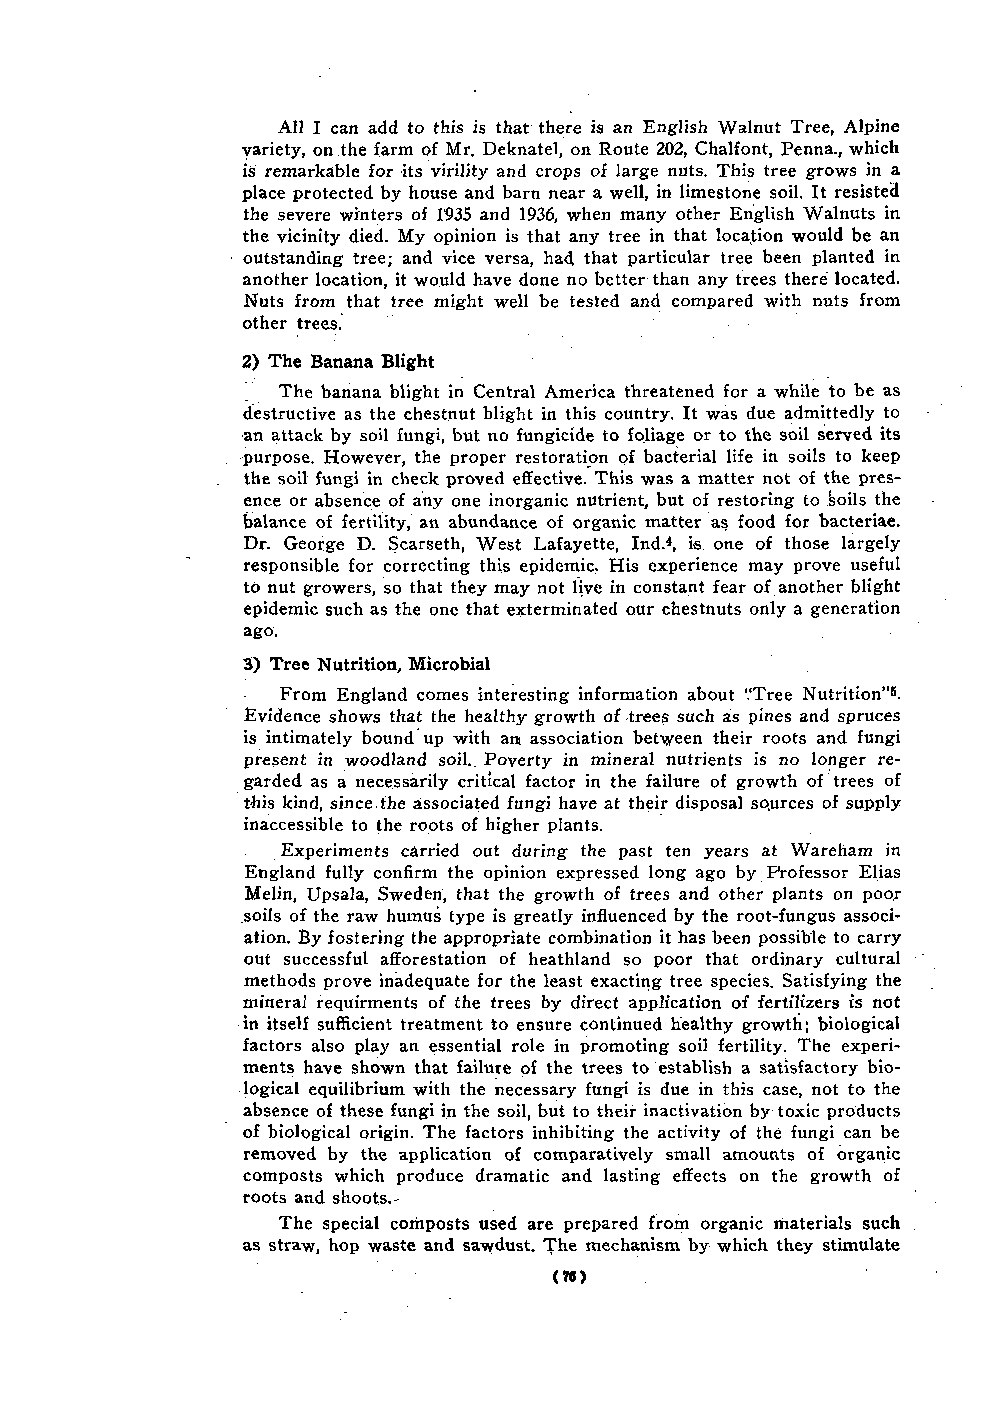 All I can add to this is that there is an English Walnut Tree, Alpine
variety, on the farm of Mr. Deknatel, on Route 202, Chalfont, Penna., which
is remarkable for its virility and crops of large nuts. This tree grows in a
place protected by house and barn near a well, in limestone soil. It resisted
the severe winters of 1935 and 1936, when many other English Walnuts in
the vicinity died. My opinion is that any tree in that location would be an
outstanding tree; and vice versa, had that particular tree been planted in
another location, it would have done no better than any trees there located.
Nuts from that tree might well be tested and compared with nuts from
other trees.
2) The Banana Blight
The banana blight in Central America threatened for a while to be as
destructive as the chestnut blight in this country. It was due admittedly to
an attack by soil fungi, but no fungicide to foliage or to the soil served its
purpose. However, the proper restoration of bacterial life in soils to keep
the soil fungi in check proved effective. This was a matter not of the pres-
ence or absence of any one inorganic nutrient, but of restoring to soils the
balance of fertility, an abundance of organic matter as food for bacteriae.
Dr. George D. Scarseth, West Lafayette, Ind.⁴, is one of those largely
responsible for correcting this epidemic. His experience may prove useful
to nut growers, so that they may not live in constant fear of another blight
epidemic such as the one that exterminated our chestnuts only a generation
ago.
3) Tree Nutrition, Microbial
From England comes interesting information about "Tree Nutrition"⁵.
Evidence shows that the healthy growth of trees such as pines and spruces
is intimately bound up with an association between their roots and fungi
present in woodland soil. Poverty in mineral nutrients is no longer re-
garded as a necessarily critical factor in the failure of growth of trees of
this kind, since the associated fungi have at their disposal sources of supply
inaccessible to the roots of higher plants.
Experiments carried out during the past ten years at Wareham in
England fully confirm the opinion expressed long ago by Professor Elias
Melin, Upsala, Sweden, that the growth of trees and other plants on poor
soils of the raw humus type is greatly influenced by the root-fungus associ-
ation. By fostering the appropriate combination it has been possible to carry
out successful afforestation of heathland so poor that ordinary cultural
methods prove inadequate for the least exacting tree species. Satisfying the
mineral requirments of the trees by direct application of fertilizers is not
in itself sufficient treatment to ensure continued healthy growth; biological
factors also play an essential role in promoting soil fertility. The experi-
ments have shown that failure of the trees to establish a satisfactory bio-
logical equilibrium with the necessary fungi is due in this case, not to the
absence of these fungi in the soil, but to their inactivation by toxic products
of biological origin. The factors inhibiting the activity of the fungi can be
removed by the application of comparatively small amounts of organic
composts which produce dramatic and lasting effects on the growth of
roots and shoots.
The special composts used are prepared from organic materials such
as straw, hop waste and sawdust. The mechanism by which they stimulate
(76)